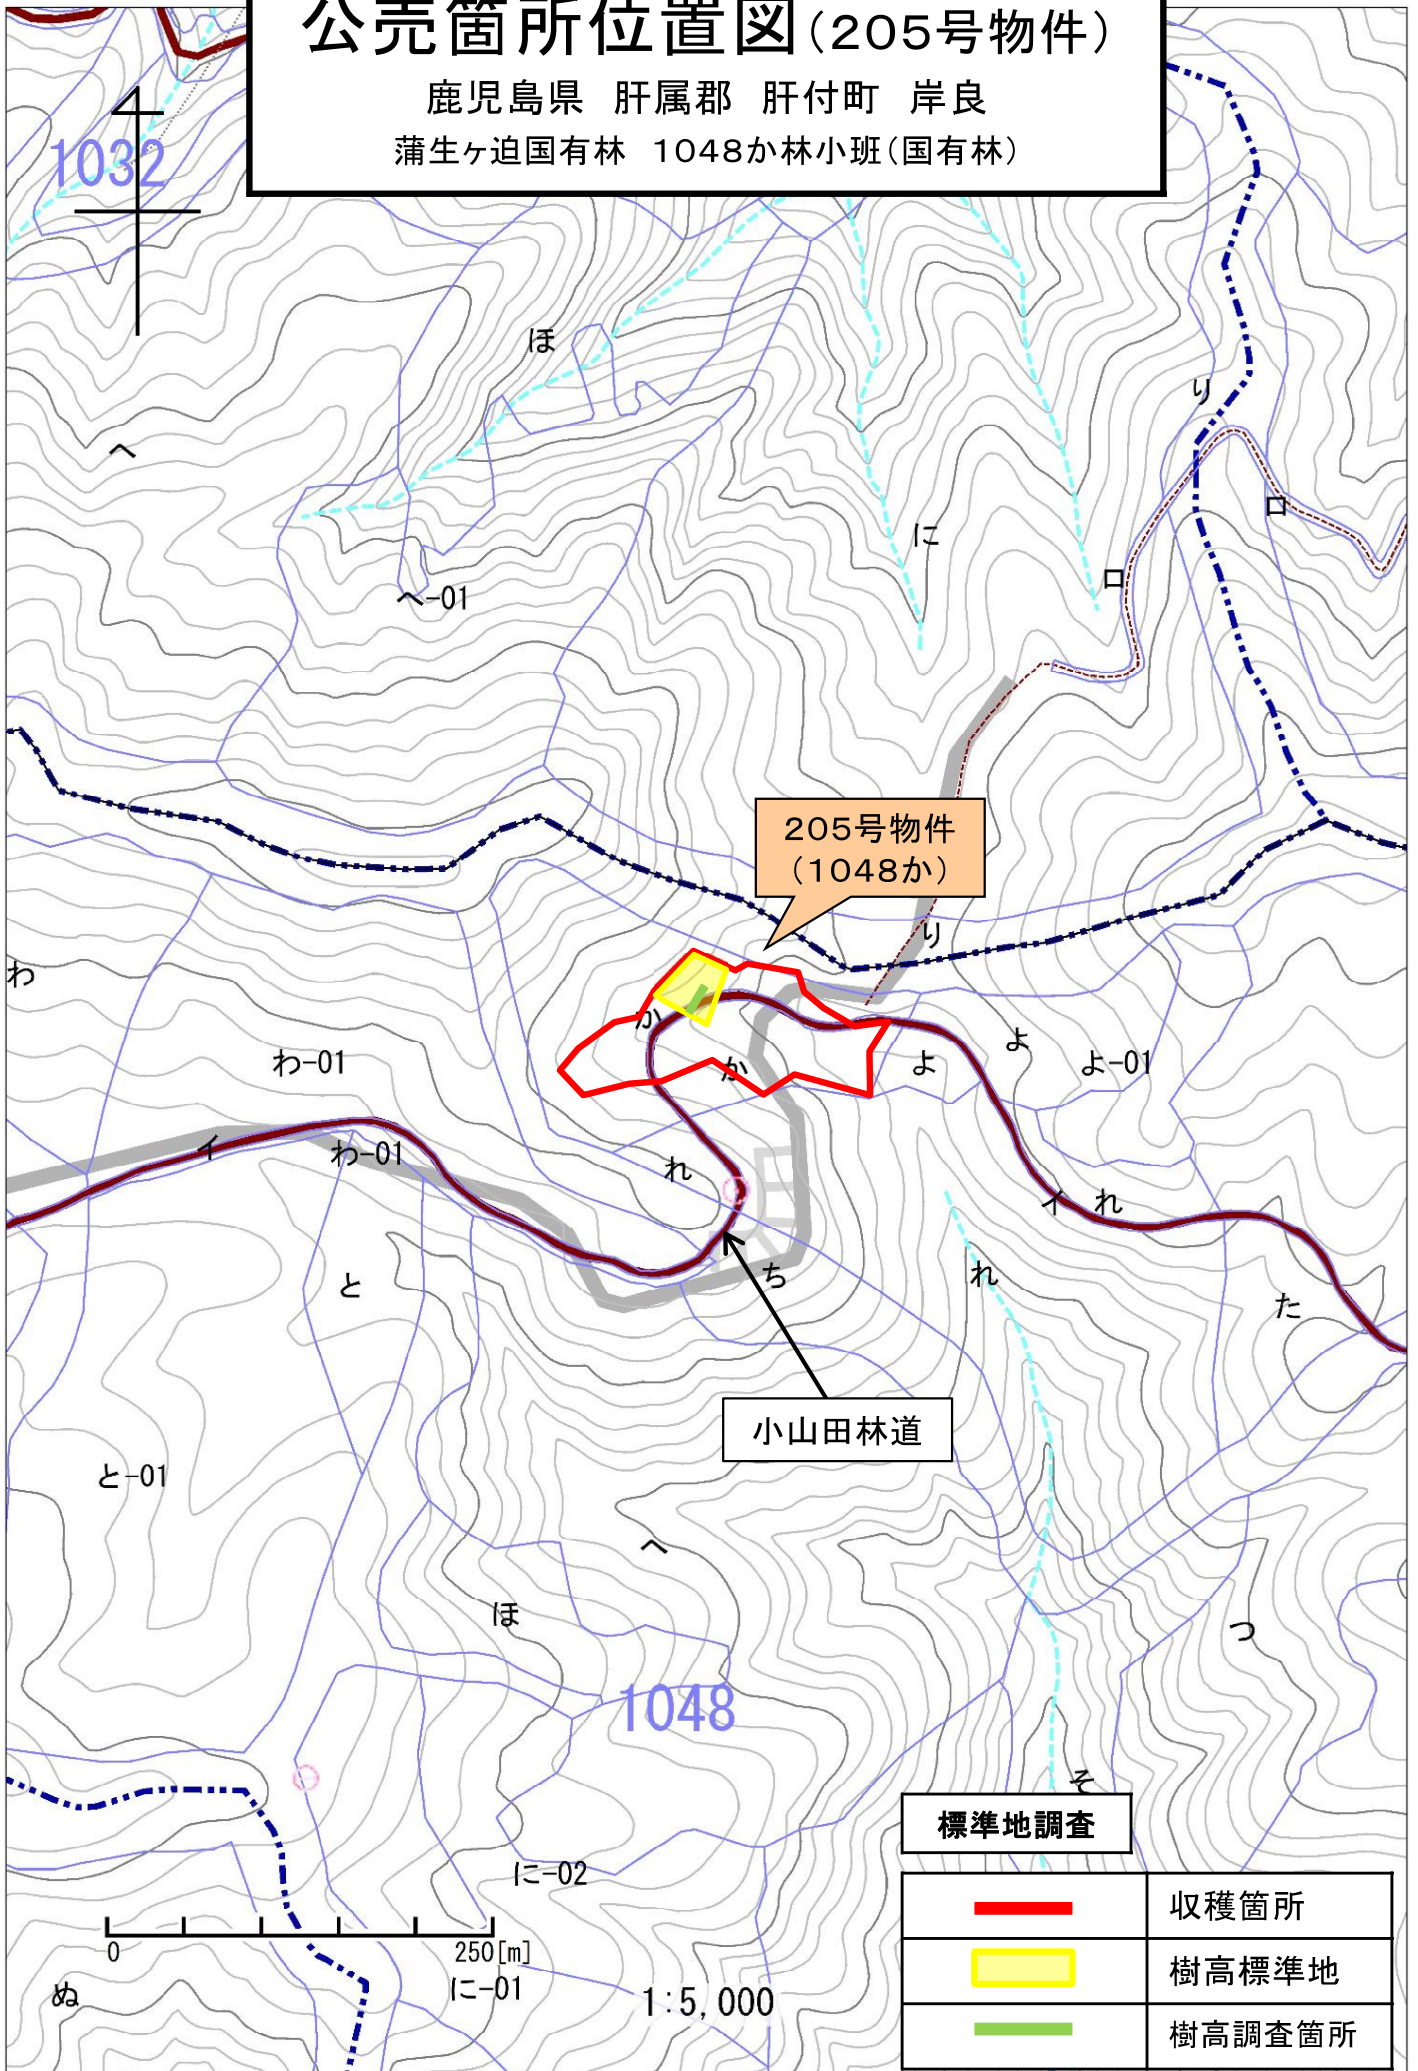 公売箇所位置図（205号物件）
鹿児島県　肝属郡　肝付町　岸良
蒲生ヶ迫国有林　1048か林小班（国有林）
1032
ほ
り
へ
ロ
に
ロ
へ-01
205号物件
（1048か）
り
わ
か
よ
わ-01
か
よ
よ-01
イ
わ-01
れ
イ
れ
と
ち
れ
た
小山田林道
と-01
へ
ほ
つ
1048
そ
標準地調査
に-02
収穫箇所
0
250[m]
樹高標準地
ぬ
に-01
1:5,000
樹高調査箇所